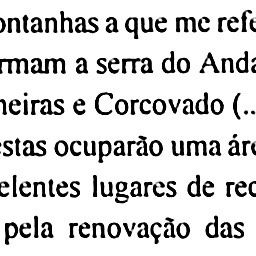 ontanhas a que me refe
rmam a serra do Anda
neiras e Corcovado (..
estas ocuparão uma áre
elentes lugares de rec
pela renovação das